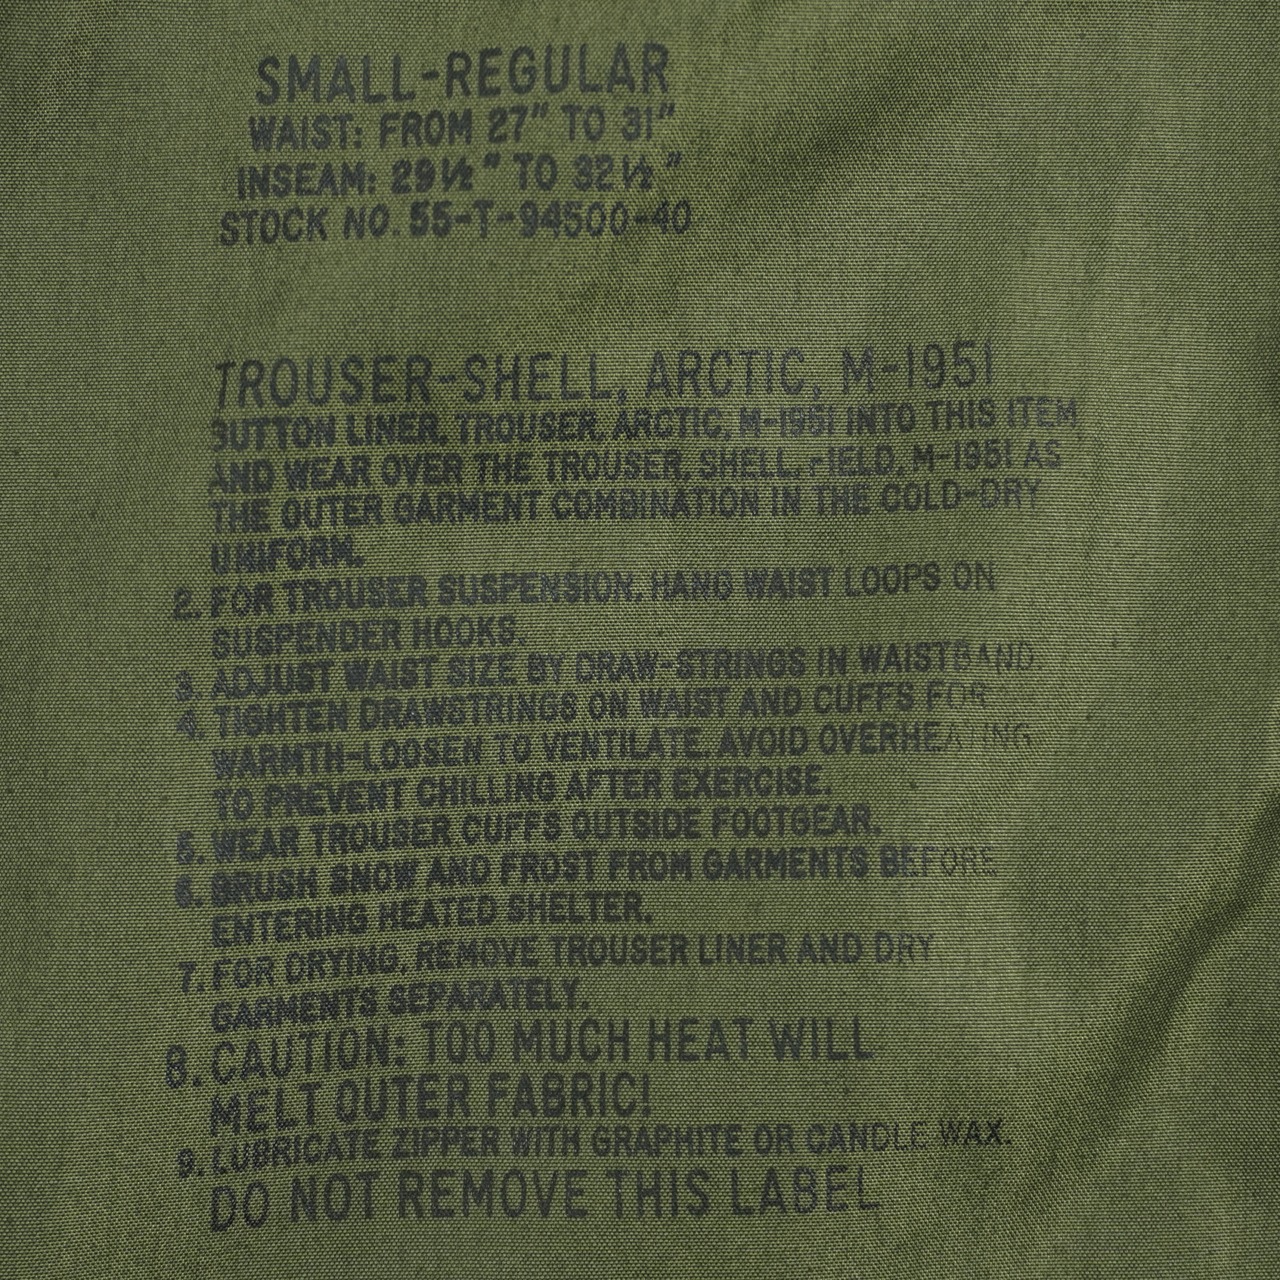 SMALL-REGULAR
WAIST: FROM 27" TO 31"
INSEAM: 29½" TO 32½"
STOCK NO. 55-T-94500-40
TROUSER-SHELL, ARCTIC, M-1951
BUTTON LINER, TROUSER, ARCTIC, M-1951 INTO THIS ITEM
AND WEAR OVER THE TROUSER, SHELL, FIELD, M-1951 AS
THE OUTER GARMENT COMBINATION IN THE COLD-DRY
UNIFORM.
2. FOR TROUSER SUSPENSION, HANG WAIST LOOPS ON
SUSPENDER HOOKS.
3. ADJUST WAIST SIZE BY DRAW-STRINGS IN WAISTBAND.
4. TIGHTEN DRAWSTRINGS ON WAIST AND CUFFS FOR
WARMTH-LOOSEN TO VENTILATE. AVOID OVERHEATING
TO PREVENT CHILLING AFTER EXERCISE.
5. WEAR TROUSER CUFFS OUTSIDE FOOTGEAR.
6. BRUSH SNOW AND FROST FROM GARMENTS BEFORE
ENTERING HEATED SHELTER.
7. FOR DRYING, REMOVE TROUSER LINER AND DRY
GARMENTS SEPARATELY.
8. CAUTION: TOO MUCH HEAT WILL
MELT OUTER FABRIC!
9. LUBRICATE ZIPPER WITH GRAPHITE OR CANDLE WAX.
DO NOT REMOVE THIS LABEL